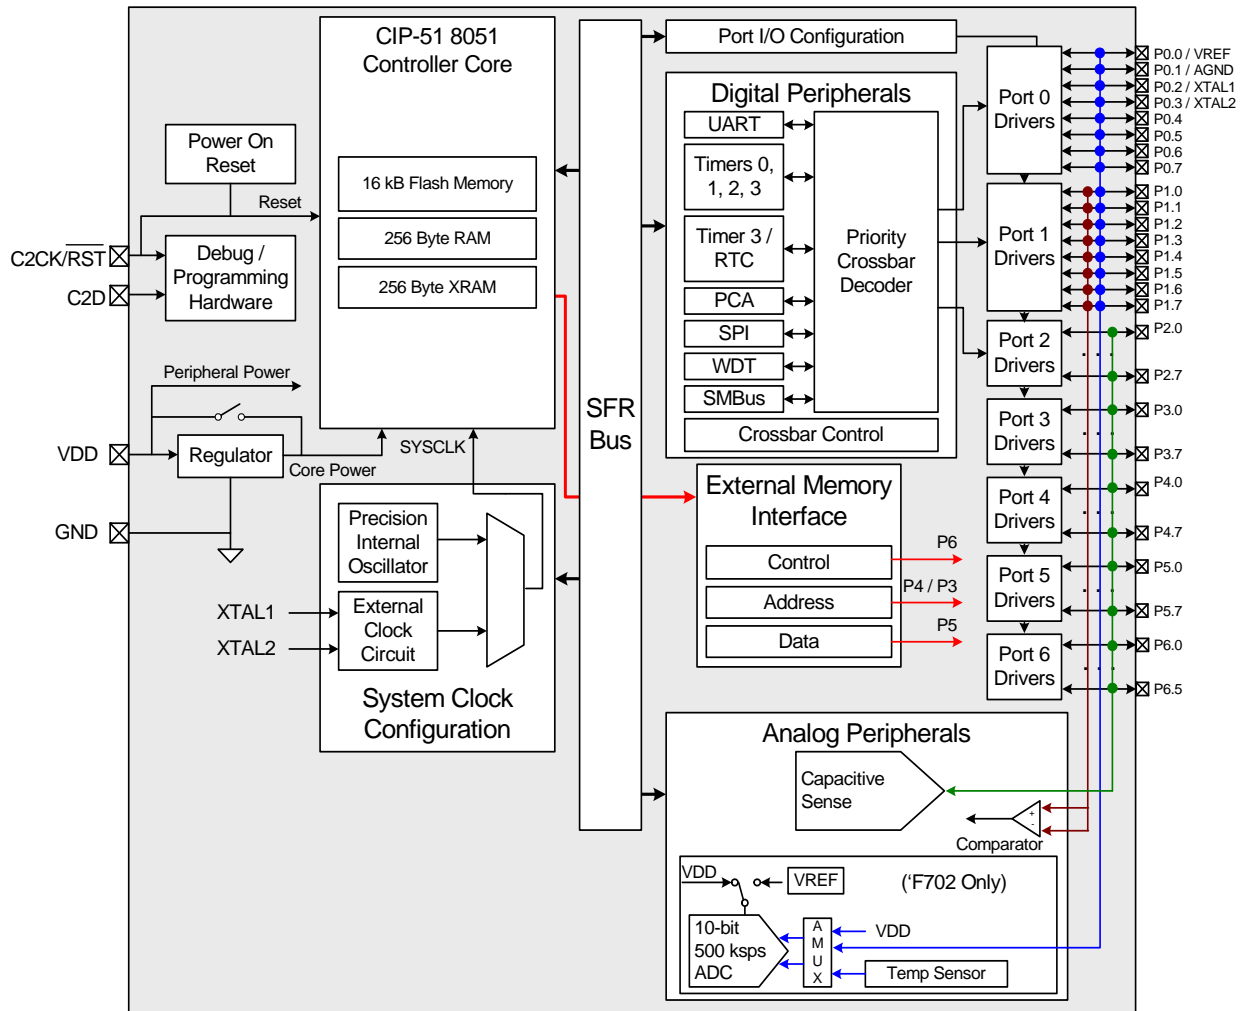 CIP-51 8051
Controller Core
16 kB Flash Memory
256 Byte RAM
256 Byte XRAM
Power On
Reset
Reset
C2CK/RST
C2D
Debug /
Programming
Hardware
Peripheral Power
VDD
Regulator
Core Power
SYSCLK
GND
Precision
Internal
Oscillator
XTAL1
XTAL2
External
Clock
Circuit
System Clock
Configuration
SFR
Bus
Port I/O Configuration
Digital Peripherals
UART
Timers 0,
1, 2, 3
Timer 3 /
RTC
PCA
SPI
WDT
SMBus
Priority
Crossbar
Decoder
Crossbar Control
External Memory
Interface
Control
Address
Data
P6
P4 / P3
P5
Port 0
Drivers
Port 1
Drivers
Port 2
Drivers
Port 3
Drivers
Port 4
Drivers
Port 5
Drivers
Port 6
Drivers
P0.0 / VREF
P0.1 / AGND
P0.2 / XTAL1
P0.3 / XTAL2
P0.4
P0.5
P0.6
P0.7
P1.0
P1.1
P1.2
P1.3
P1.4
P1.5
P1.6
P1.7
P2.0
P2.7
P3.0
P3.7
P4.0
P4.7
P5.0
P5.7
P6.0
P6.5
Analog Peripherals
Capacitive
Sense
+
-
Comparator
VDD
VREF
(‘F702 Only)
10-bit
500 ksps
ADC
A
M
U
X
VDD
Temp Sensor